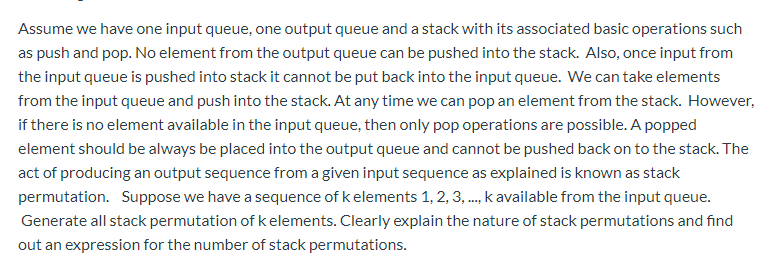 Assume we have one input queue, one output queue and a stack with its associated basic operations such
as push and pop. No element from the output queue can be pushed into the stack.  Also, once input from
the input queue is pushed into stack it cannot be put back into the input queue.  We can take elements
from the input queue and push into the stack. At any time we can pop an element from the stack.  However,
if there is no element available in the input queue, then only pop operations are possible. A popped
element should be always be placed into the output queue and cannot be pushed back on to the stack. The
act of producing an output sequence from a given input sequence as explained is known as stack
permutation.   Suppose we have a sequence of k elements 1, 2, 3, ..., k available from the input queue.
Generate all stack permutation of k elements. Clearly explain the nature of stack permutations and find
out an expression for the number of stack permutations.